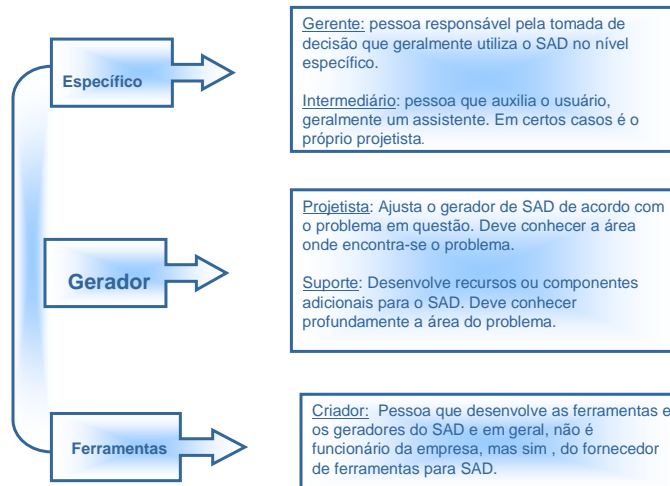 Específico
Gerente: pessoa responsável pela tomada de
decisão que geralmente utiliza o SAD no nível
específico.
Intermediário: pessoa que auxilia o usuário,
geralmente um assistente. Em certos casos é o
próprio projetista.
Gerador
Projetista: Ajusta o gerador de SAD de acordo com
o problema em questão. Deve conhecer a área
onde encontra-se o problema.
Suporte: Desenvolve recursos ou componentes
adicionais para o SAD. Deve conhecer
profundamente a área do problema.
Ferramentas
Criador: Pessoa que desenvolve as ferramentas e
os geradores do SAD e em geral, não é
funcionário da empresa, mas sim , do fornecedor
de ferramentas para SAD.